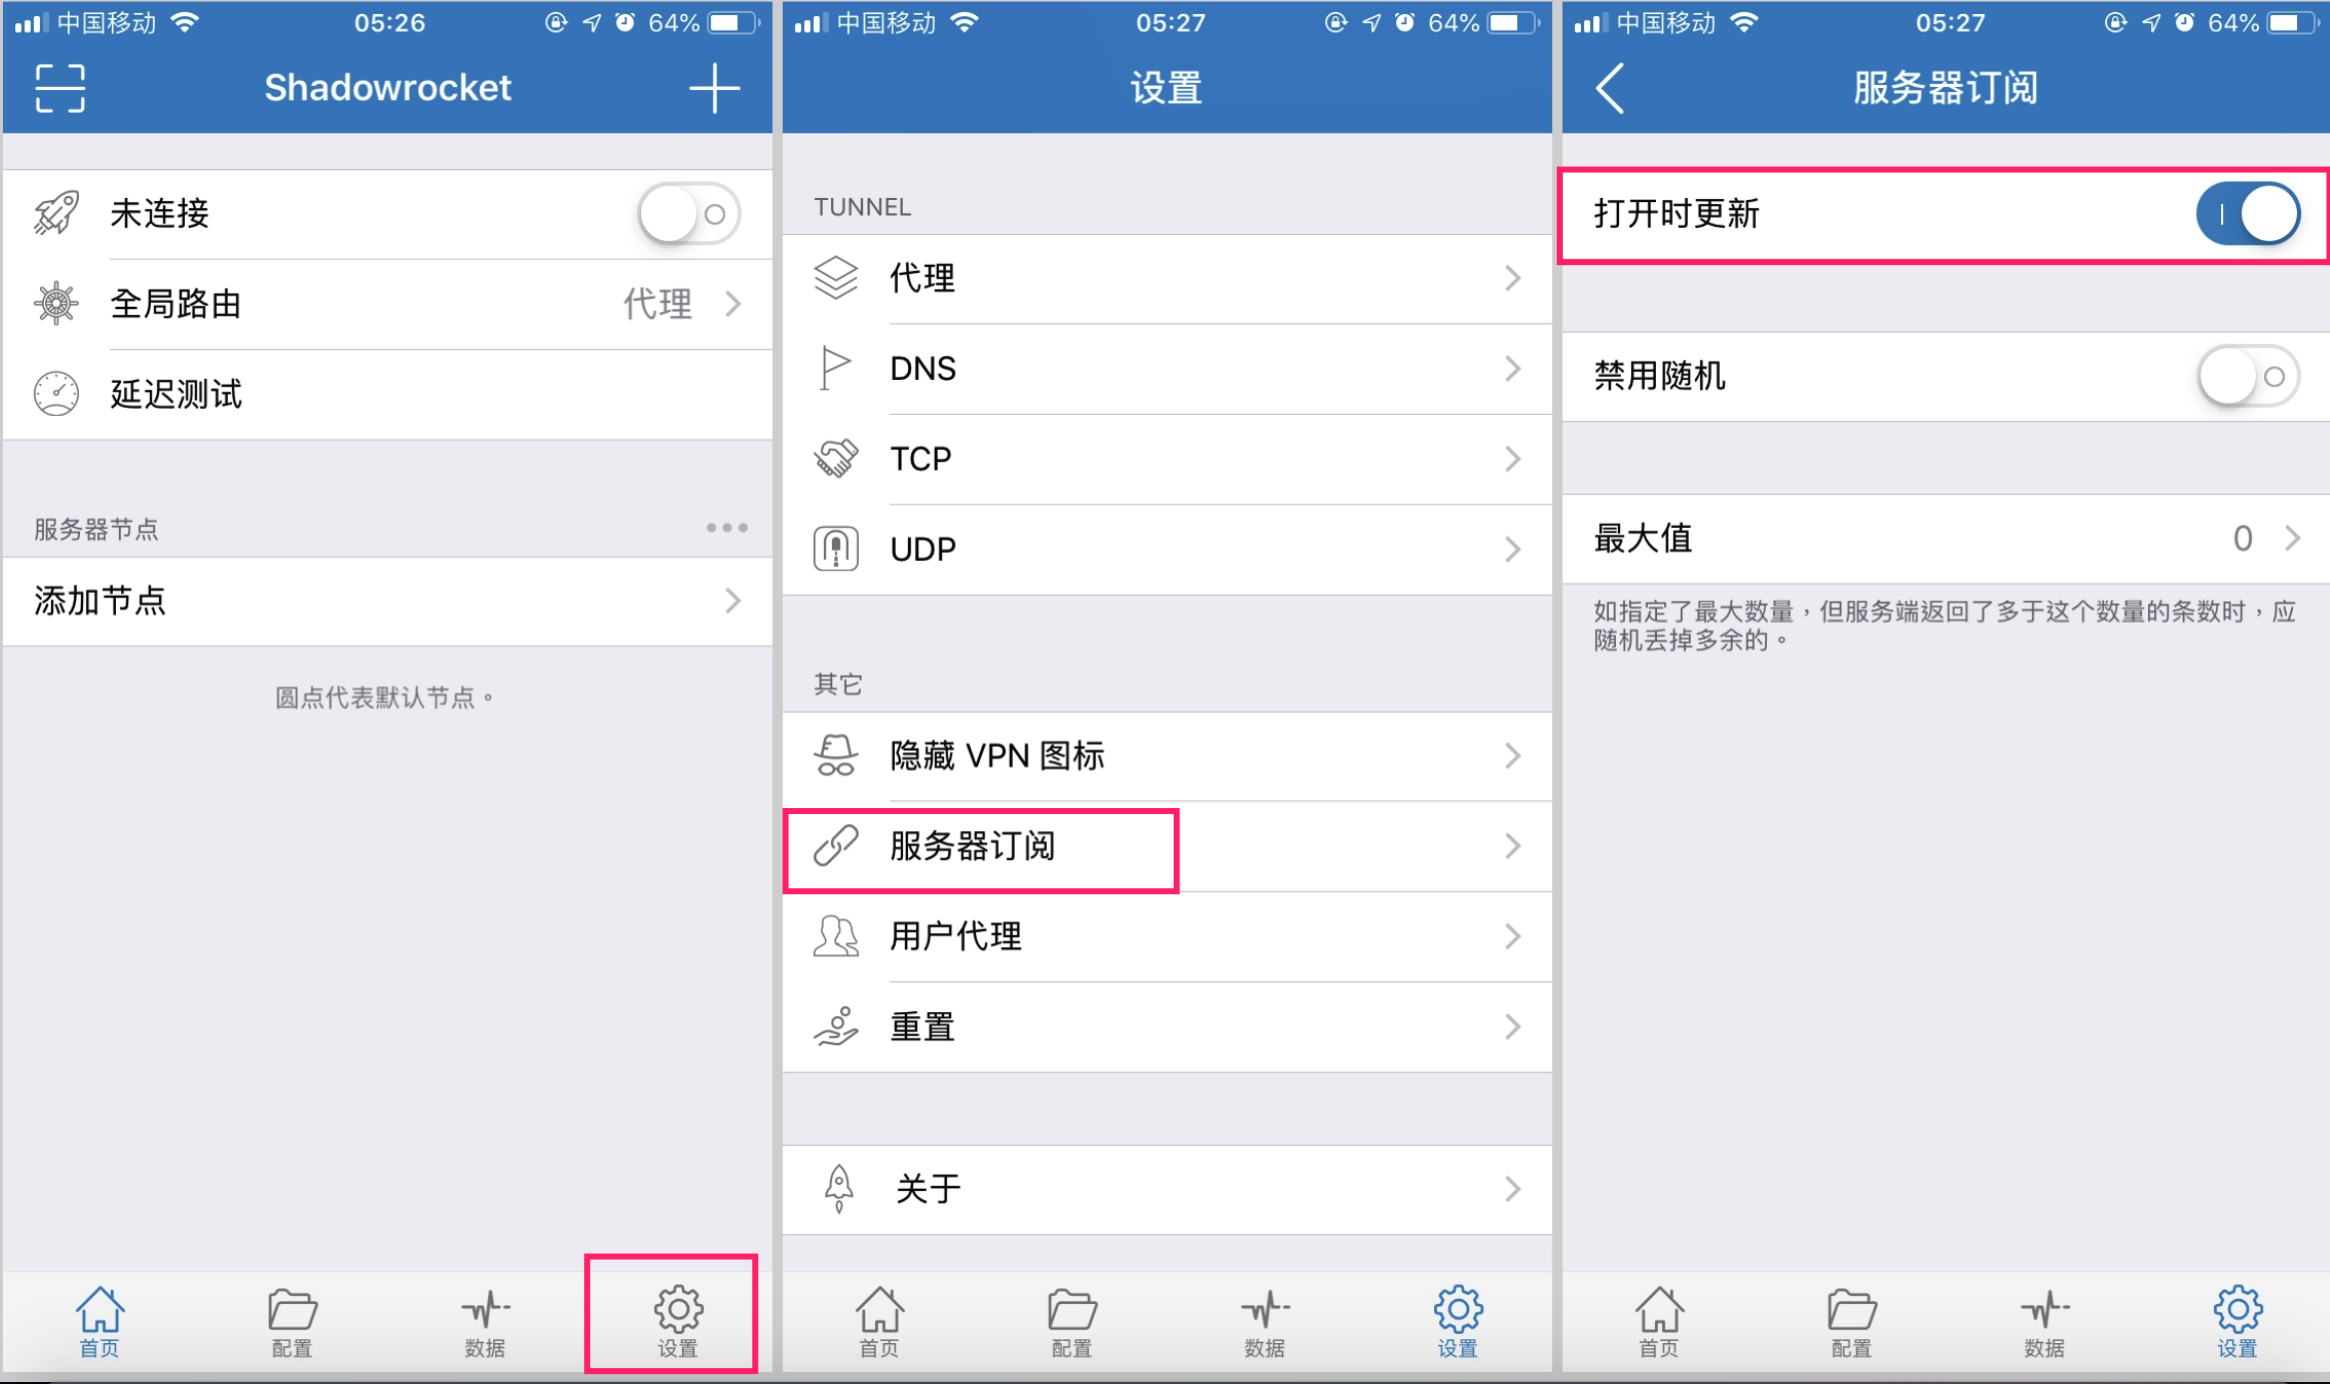 中国移动
05:26
64%
Shadowrocket
未连接
全局路由
代理
延迟测试
服务器节点
添加节点
圆点代表默认节点。
首页
配置
数据
设置
中国移动
05:27
64%
设置
TUNNEL
代理
DNS
TCP
UDP
其它
隐藏 VPN 图标
服务器订阅
用户代理
重置
关于
首页
配置
数据
设置
中国移动
05:27
64%
服务器订阅
打开时更新
禁用随机
最大值
0
如指定了最大数量，但服务端返回了多于这个数量的条数时，应
随机丢掉多余的。
首页
配置
数据
设置